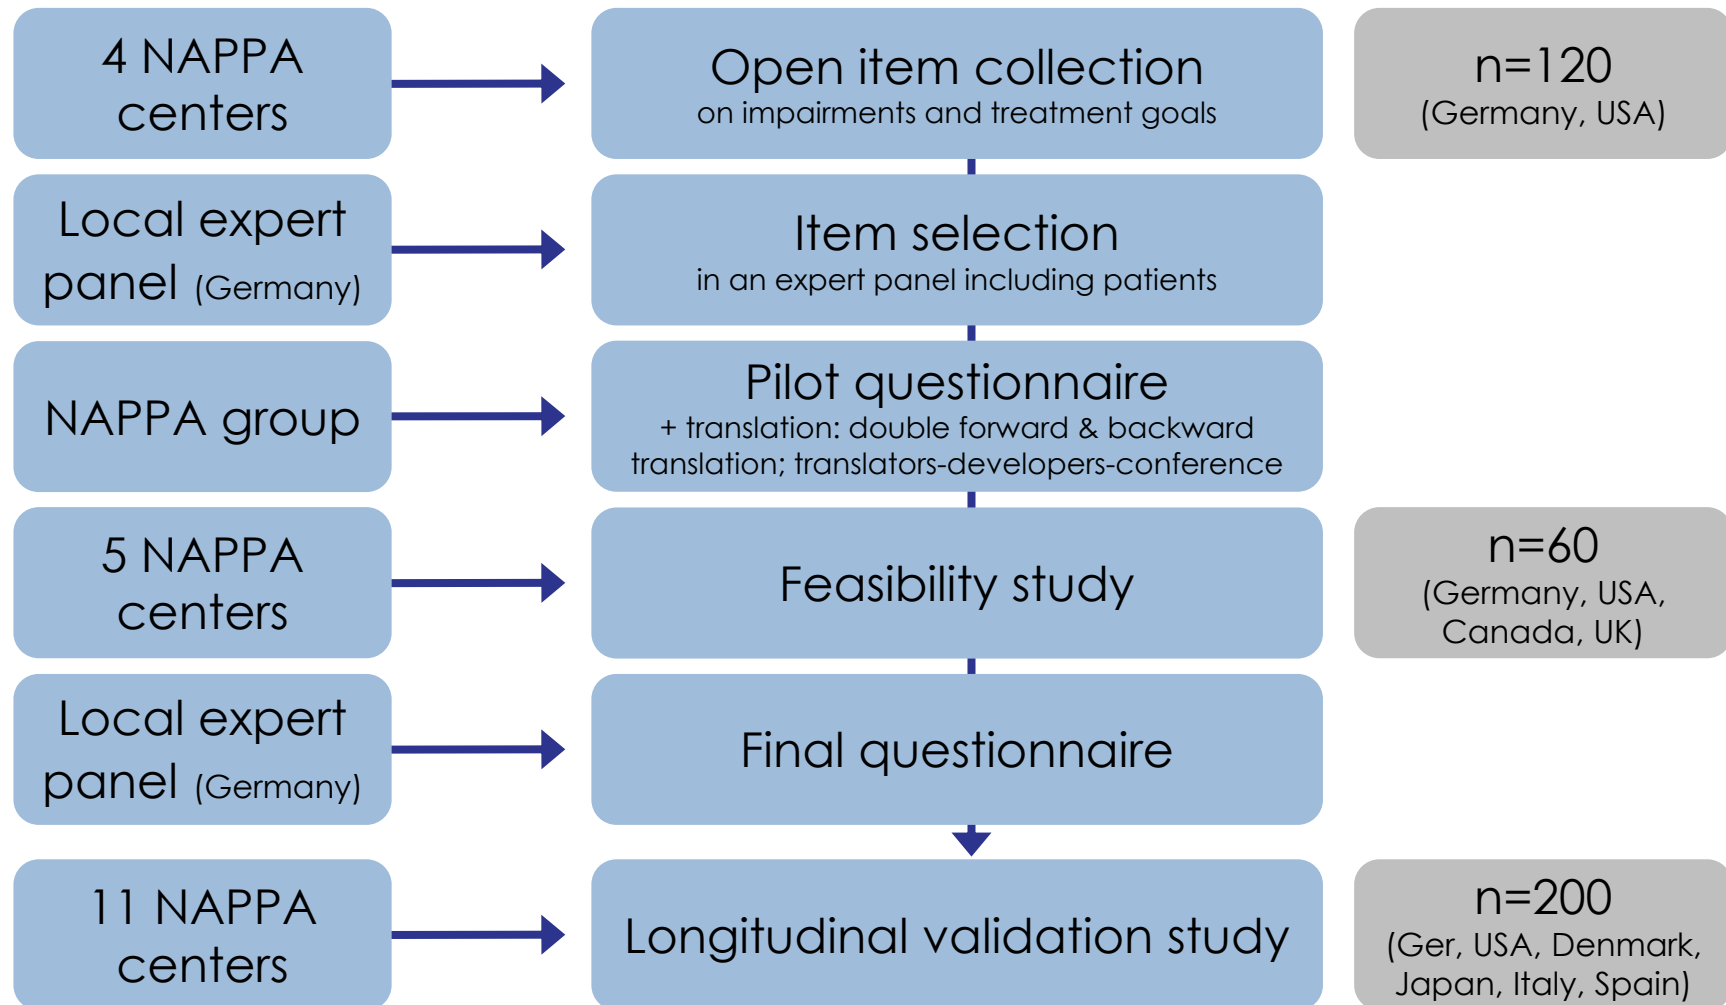 4 NAPPA
centers
Open item collection
on impairments and treatment goals
n=120
(Germany, USA)
Local expert
panel (Germany)
Item selection
in an expert panel including patients
NAPPA group
Pilot questionnaire
+ translation: double forward & backward
translation; translators-developers-conference
5 NAPPA
centers
Feasibility study
n=60
(Germany, USA,
Canada, UK)
Local expert
panel (Germany)
Final questionnaire
11 NAPPA
centers
Longitudinal validation study
n=200
(Ger, USA, Denmark,
Japan, Italy, Spain)